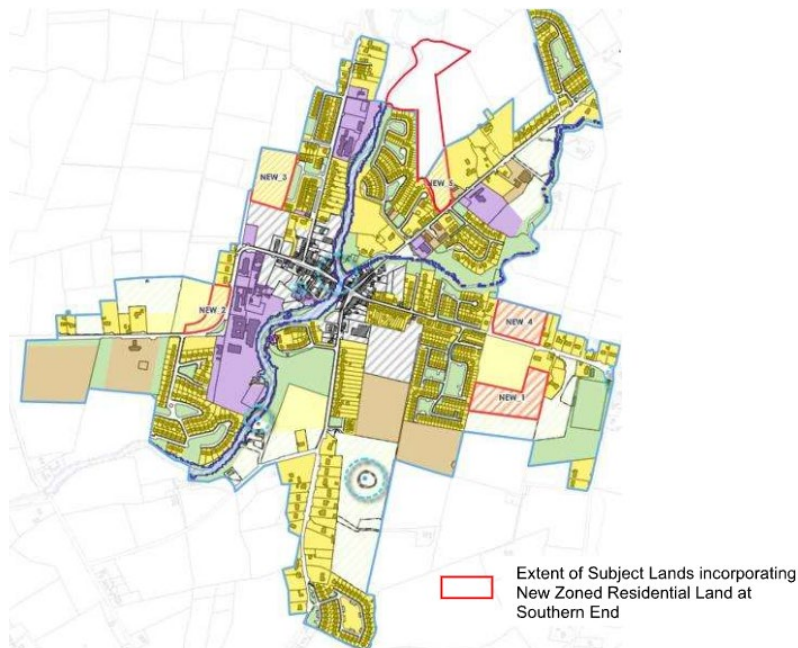 NEW_3
NEW_5
NEW_2
NEW_4
NEW_1
Extent of Subject Lands incorporating
New Zoned Residential Land at
Southern End